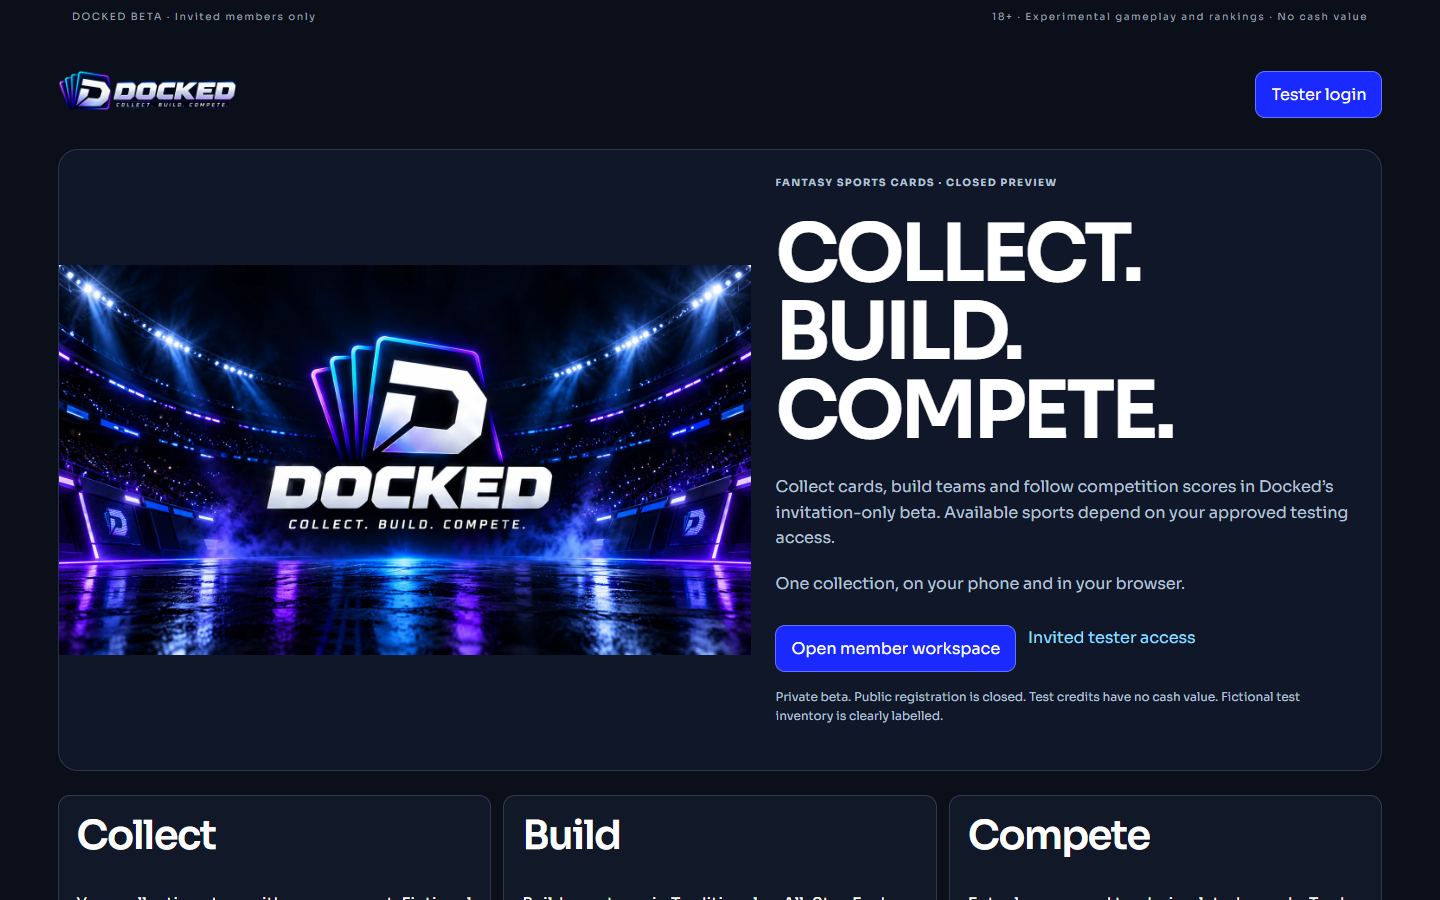 DOCKED BETA · Invited members only
18+ · Experimental gameplay and rankings · No cash value
DOCKED
COLLECT. BUILD. COMPETE.
Tester login
FANTASY SPORTS CARDS · CLOSED PREVIEW
COLLECT.
BUILD.
COMPETE.
DOCKED
COLLECT. BUILD. COMPETE.
Collect cards, build teams and follow competition scores in Docked’s
invitation-only beta. Available sports depend on your approved testing
access.
One collection, on your phone and in your browser.
Open member workspace
Invited tester access
Private beta. Public registration is closed. Test credits have no cash value. Fictional test
inventory is clearly labelled.
Collect
Build
Compete